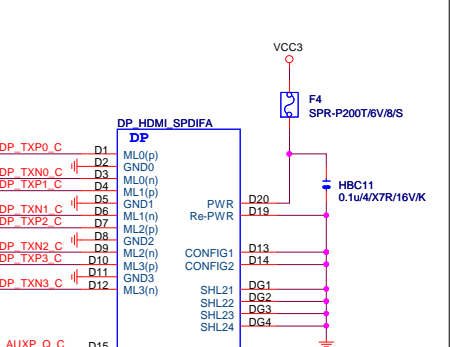 VCC3
F4
SPR-P200T/6V/8/S
DP_HDMI_SPDIFA
DP
DP_TXP0_C D1 ML0(p)
D2 GND0
DP_TXN0_C D3 ML0(n)
DP_TXP1_C D4 ML1(p)
D5 GND1
DP_TXN1_C D6 ML1(n)
DP_TXP2_C D7 ML2(p)
D8 GND2
DP_TXN2_C D9 ML2(n)
DP_TXP3_C D10 ML3(p)
D11 GND3
DP_TXN3_C D12 ML3(n)
PWR D20
Re-PWR D19
HBC11
0.1u/4/X7R/16V/K
CONFIG1 D13
CONFIG2 D14
SHL21 DG1
SHL22 DG2
SHL23 DG3
SHL24 DG4
AUXP_Q_C D15